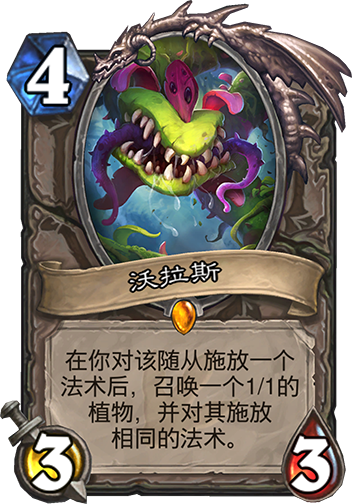 4
沃拉斯
在你对该随从施放一个
法术后，召唤一个1/1的
植物，并对其施放
相同的法术。
3
3